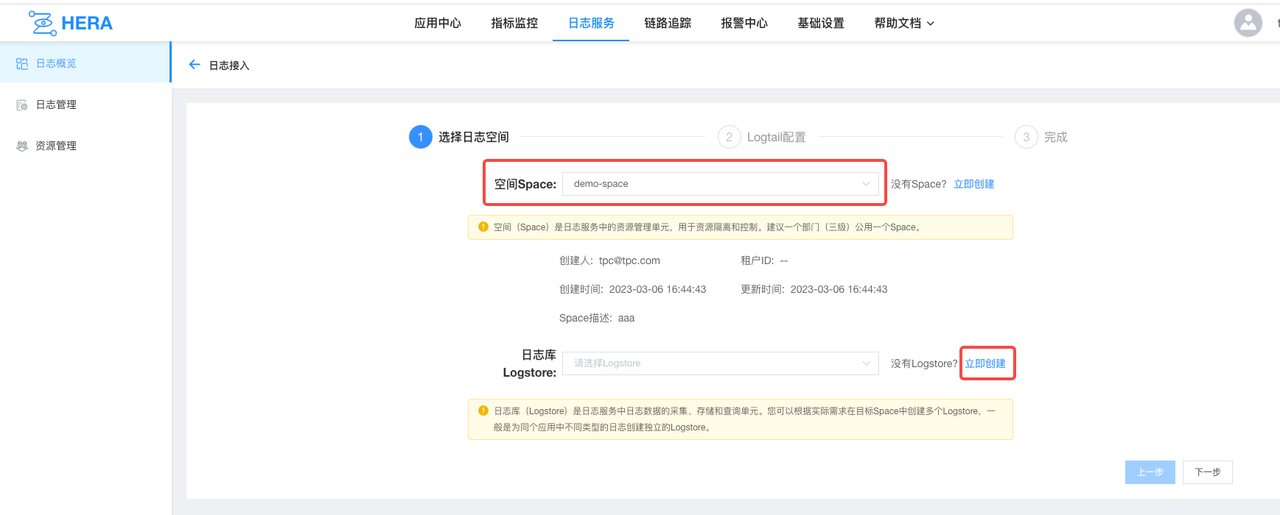 HERA
应用中心 指标监控 日志服务 链路追踪 报警中心 基础设置 帮助文档
日志概览
日志管理
资源管理
日志接入
1 选择日志空间 2 Logtail配置 3 完成
空间Space: demo-space 没有Space? 立即创建
空间（Space）是日志服务中的资源管理单元，用于资源隔离和控制。建议一个部门（三级）公用一个Space。
创建人: tpc@tpc.com 租户ID: --
创建时间: 2023-03-06 16:44:43 更新时间: 2023-03-06 16:44:43
Space描述: aaa
日志库
Logstore: 请选择Logstore 没有Logstore? 立即创建
日志库（Logstore）是日志服务中日志数据的采集、存储和查询单元。您可以根据实际需求在目标Space中创建多个Logstore，一
般是为同个应用中不同类型的日志创建独立的Logstore。
上一步 下一步